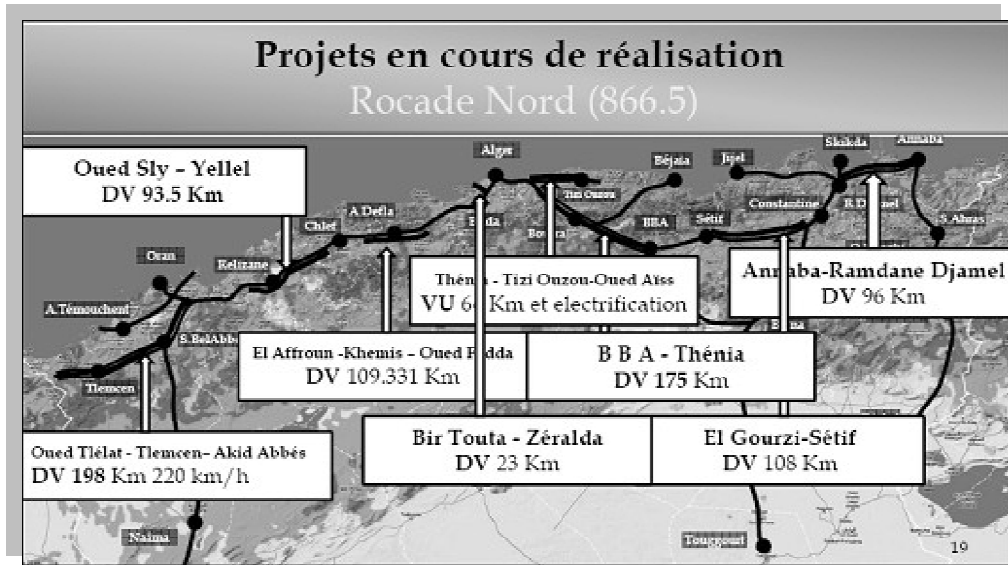 Projets en cours de réalisation
Rocade Nord (866.5)
Oued Sly – Yellel
DV 93.5 Km
Alger
Béjaia
Jijel
Skikda
Annaba
Tizi Ouzou
Constantine
A.Defla
Chlef
BBA
Sétif
S.Ahras
Oran
Relizane
A.Témouchent
Thénia - Tizi Ouzou-Oued Aïss
VU Km et electrification
Annaba-Ramdane Djamel
DV 96 Km
S.BelAbb
El Affroun -Khemis – Oued
DV 109.331 Km
B B A - Thénia
DV 175 Km
Tlemcen
Bir Touta - Zéralda
DV 23 Km
El Gourzi-Sétif
DV 108 Km
Oued Tlélat - Tlemcen– Akid Abbés
DV 198 Km 220 km/h
Naima
Touggourt
19